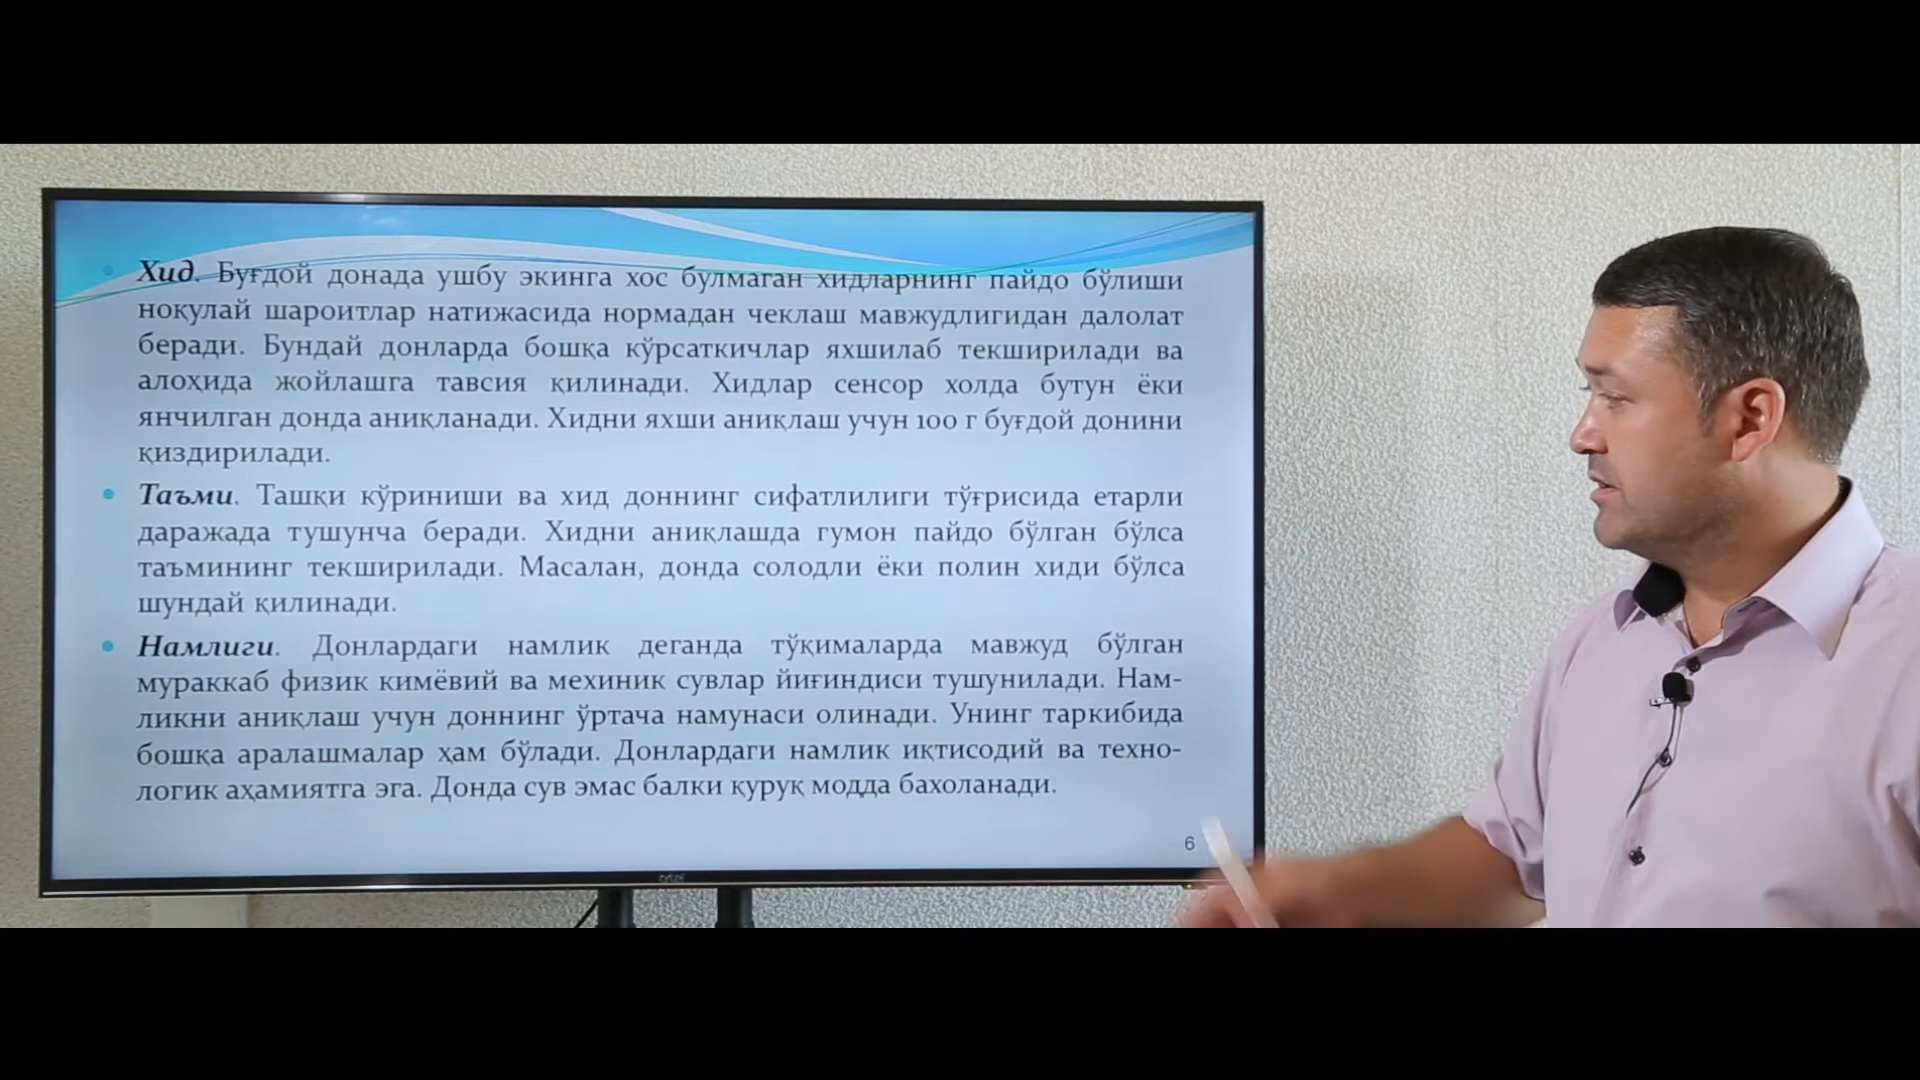 Хид. Буғдой донада ушбу экинга хос булмаган хидларнинг пайдо бўлиши
ноқулай шароитлар натижасида нормадан чеклаш мавжудлигидан далолат
беради. Бундай донларда бошқа кўрсаткичлар яхшилаб текширилади ва
алоҳида жойлашга тавсия қилинади. Хидлар сенсор холда бутун ёки
янчилган донда аниқланади. Хидни яхши аниқлаш учун 100 г буғдой донини
қиздирилади.
Таъми. Ташқи кўриниши ва хид доннинг сифатлилиги тўғрисида етарли
даражада тушунча беради. Хидни аниқлашда гумон пайдо бўлган бўлса
таъмининг текширилади. Масалан, донда солодли ёки полин хиди бўлса
шундай қилинади.
Намлиги. Донлардаги намлик деганда тўқималарда мавжуд бўлган
мураккаб физик кимёвий ва мехиник сувлар йиғиндиси тушунилади. Нам-
ликни аниқлаш учун доннинг ўртача намунаси олинади. Унинг таркибида
бошқа аралашмалар ҳам бўлади. Донлардаги намлик иқтисодий ва техно-
логик аҳамиятга эга. Донда сув эмас балки қуруқ модда бахоланади.
6